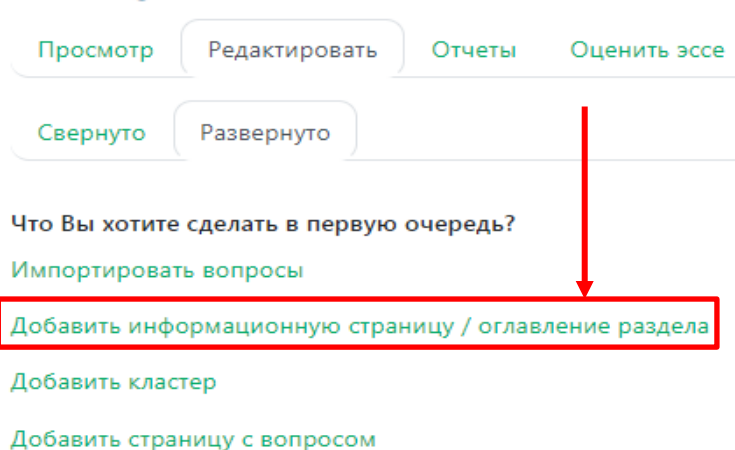 Просмотр Редактировать Отчеты Оценить эссе
Свернуто Развернуто
Что Вы хотите сделать в первую очередь?
Импортировать вопросы
Добавить информационную страницу / оглавление раздела
Добавить кластер
Добавить страницу с вопросом